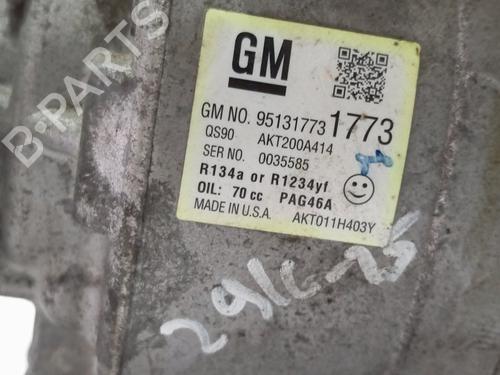 GM
GM NO. 95131773 1773
QS90 AKT200A414
SER NO. 0035585
R134a or R1234yf
OIL: 70 cc PAG46A
MADE IN U.S.A. AKT011H403Y
B-PARTS